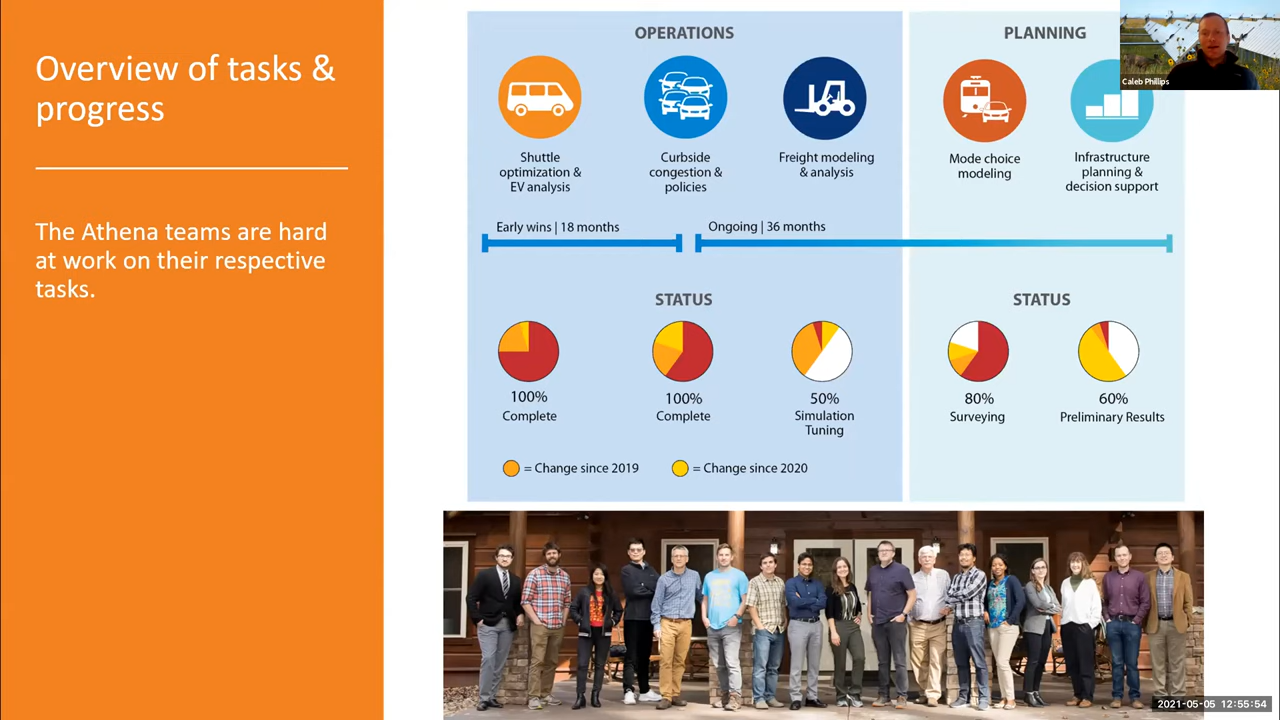 Overview of tasks &
progress
The Athena teams are hard
at work on their respective
tasks.
OPERATIONS
Shuttle
optimization &
EV analysis
Curbside
congestion &
policies
Freight modeling
& analysis
PLANNING
Mode choice
modeling
Infrastructure
planning &
decision support
Caleb Phillips
Early wins | 18 months
Ongoing | 36 months
STATUS
100%
Complete
100%
Complete
50%
Simulation
Tuning
= Change since 2019
= Change since 2020
STATUS
80%
Surveying
60%
Preliminary Results
2021-05-05 12:55:54